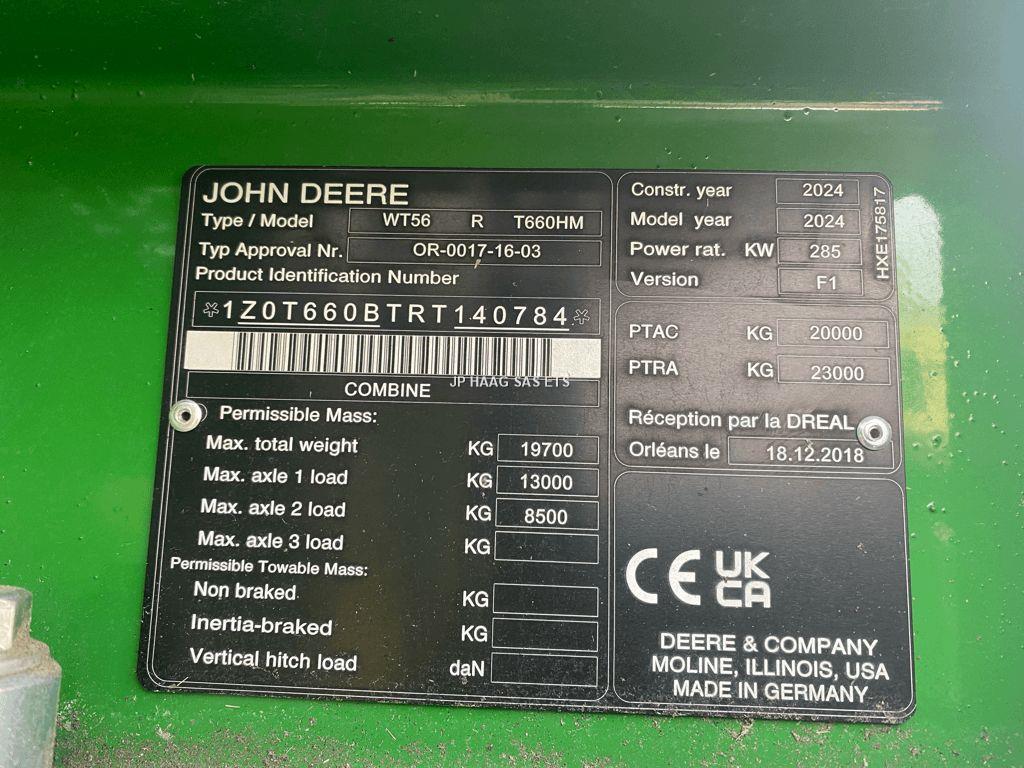 JOHN DEERE
Type / Model WT56 R T660HM
Typ Approval Nr. OR-0017-16-03
Product Identification Number
*1Z0T660BTRT140784*
COMBINE
JP HAAG SAS ETS
Permissible Mass:
Max. total weight KG 19700
Max. axle 1 load KG 13000
Max. axle 2 load KG 8500
Max. axle 3 load KG
Permissible Towable Mass:
Non braked KG
Inertia-braked KG
Vertical hitch load daN
Constr. year 2024
Model year 2024
Power rat. KW 285
Version F1
HXE175817
PTAC KG 20000
PTRA KG 23000
Réception par la DREAL
Orléans le 18.12.2018
CE UK
CA
DEERE & COMPANY
MOLINE, ILLINOIS, USA
MADE IN GERMANY